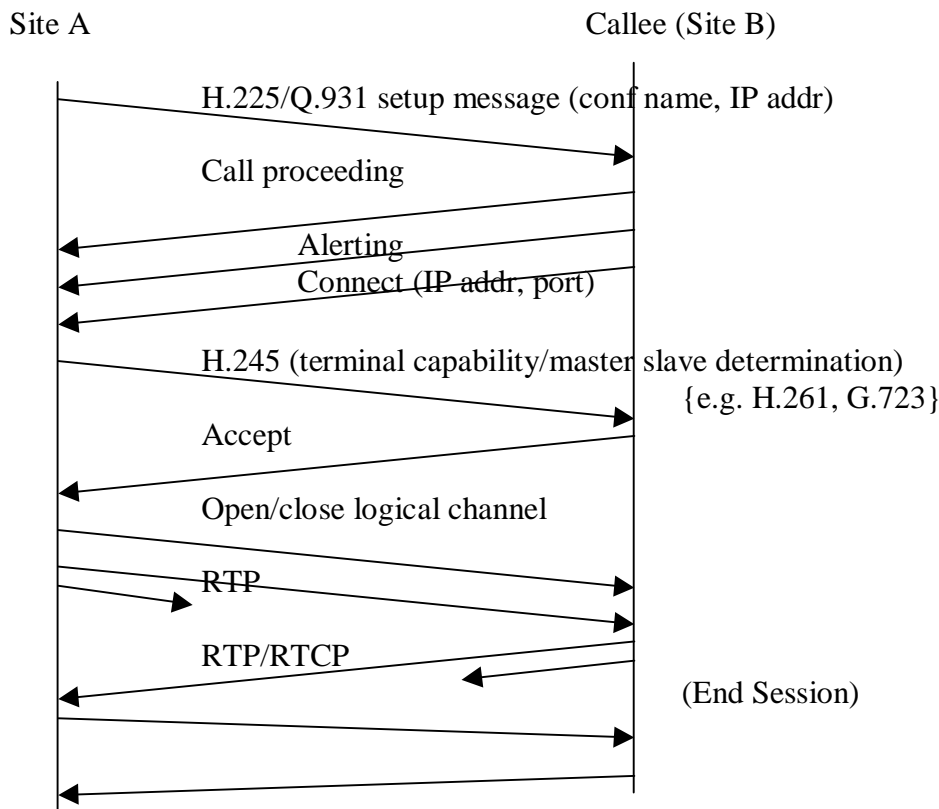 Site A
Callee (Site B)
H.225/Q.931 setup message (conf name, IP addr)
Call proceeding
Alerting
Connect (IP addr, port)
H.245 (terminal capability/master slave determination)
{e.g. H.261, G.723}
Accept
Open/close logical channel
RTP
RTP/RTCP
(End Session)